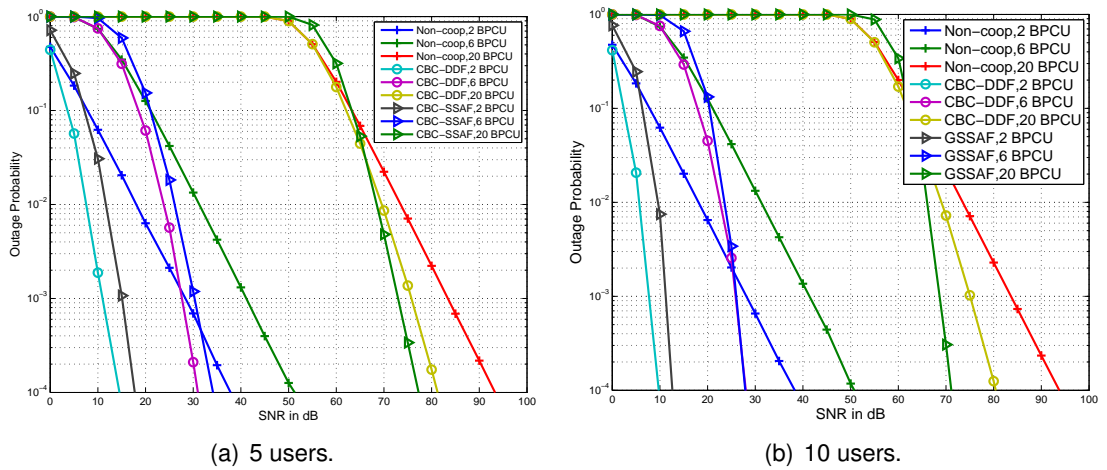 10^0
10^-1
10^-2
10^-3
10^-4
Outage Probability
0 10 20 30 40 50 60 70 80 90 100
SNR in dB
Non−coop,2 BPCU
Non−coop,6 BPCU
Non−coop,20 BPCU
CBC−DDF,2 BPCU
CBC−DDF,6 BPCU
CBC−DDF,20 BPCU
CBC−SSAF,2 BPCU
CBC−SSAF,6 BPCU
CBC−SSAF,20 BPCU
(a) 5 users.
10^0
10^-1
10^-2
10^-3
10^-4
Outage Probability
0 10 20 30 40 50 60 70 80 90 100
SNR in dB
Non−coop,2 BPCU
Non−coop,6 BPCU
Non−coop,20 BPCU
CBC−DDF,2 BPCU
CBC−DDF,6 BPCU
CBC−DDF,20 BPCU
GSSAF,2 BPCU
GSSAF,6 BPCU
GSSAF,20 BPCU
(b) 10 users.